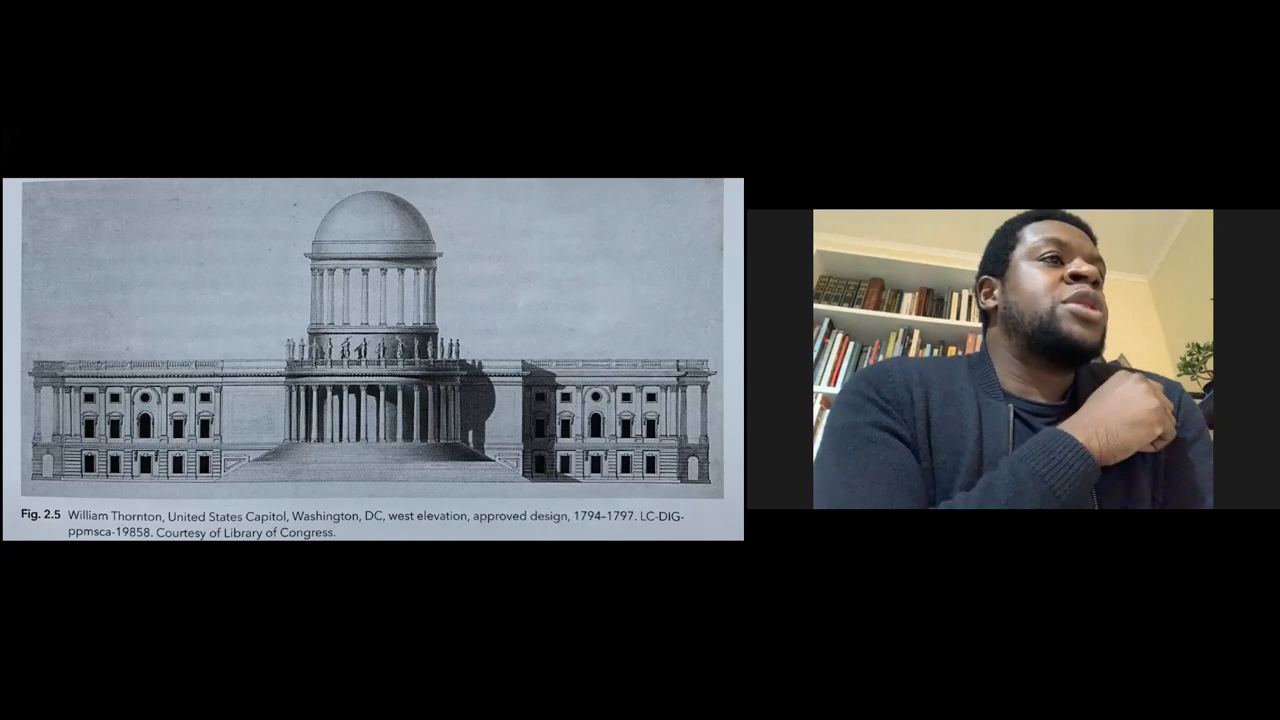 Fig. 2.5 William Thornton, United States Capitol, Washington, DC, west elevation, approved design, 1794–1797. LC-DIG-
ppmsca-19858. Courtesy of Library of Congress.